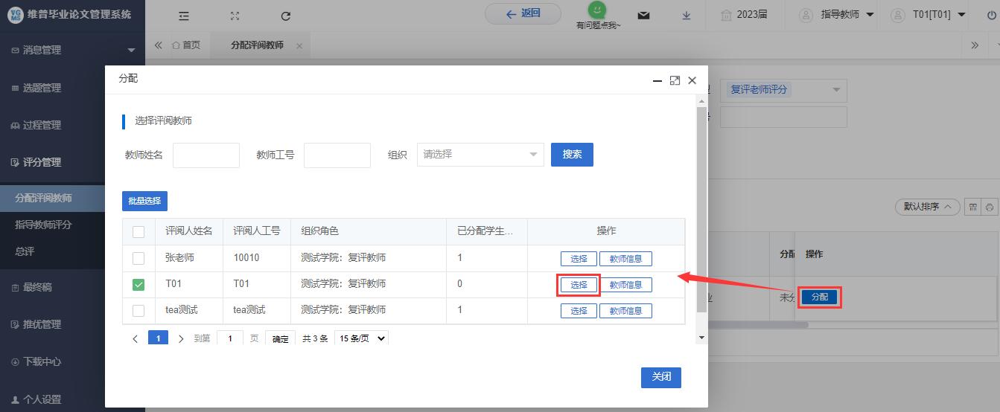 VGMS 维普毕业论文管理系统
返回
有问题点我~
2023届
指导教师
T01[T01]
消息管理
选题管理
过程管理
评分管理
分配评阅教师
指导教师评分
总评
最终稿
推优管理
下载中心
个人设置
首页
分配评阅教师
复评老师评分
默认排序
分配
操作
未分
分配
分配
选择评阅教师
教师姓名
教师工号
组织
请选择
搜索
批量选择
评阅人姓名 评阅人工号 组织角色 已分配学生... 操作
张老师 10010 测试学院：复评教师 1 选择 教师信息
T01 T01 测试学院：复评教师 0 选择 教师信息
tea测试 tea测试 测试学院：复评教师 1 选择 教师信息
1 到第 1 页 确定 共 3 条 15 条/页
关闭